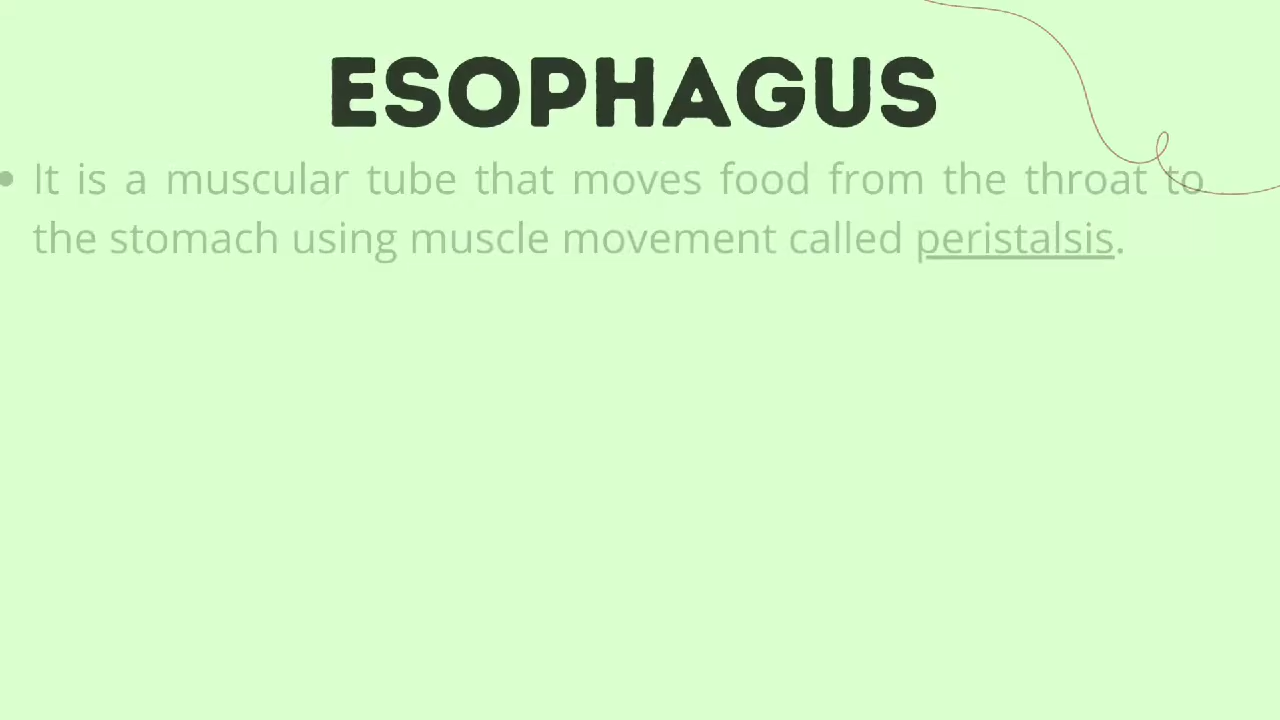 ESOPHAGUS
• It is a muscular tube that moves food from the throat to
the stomach using muscle movement called peristalsis.